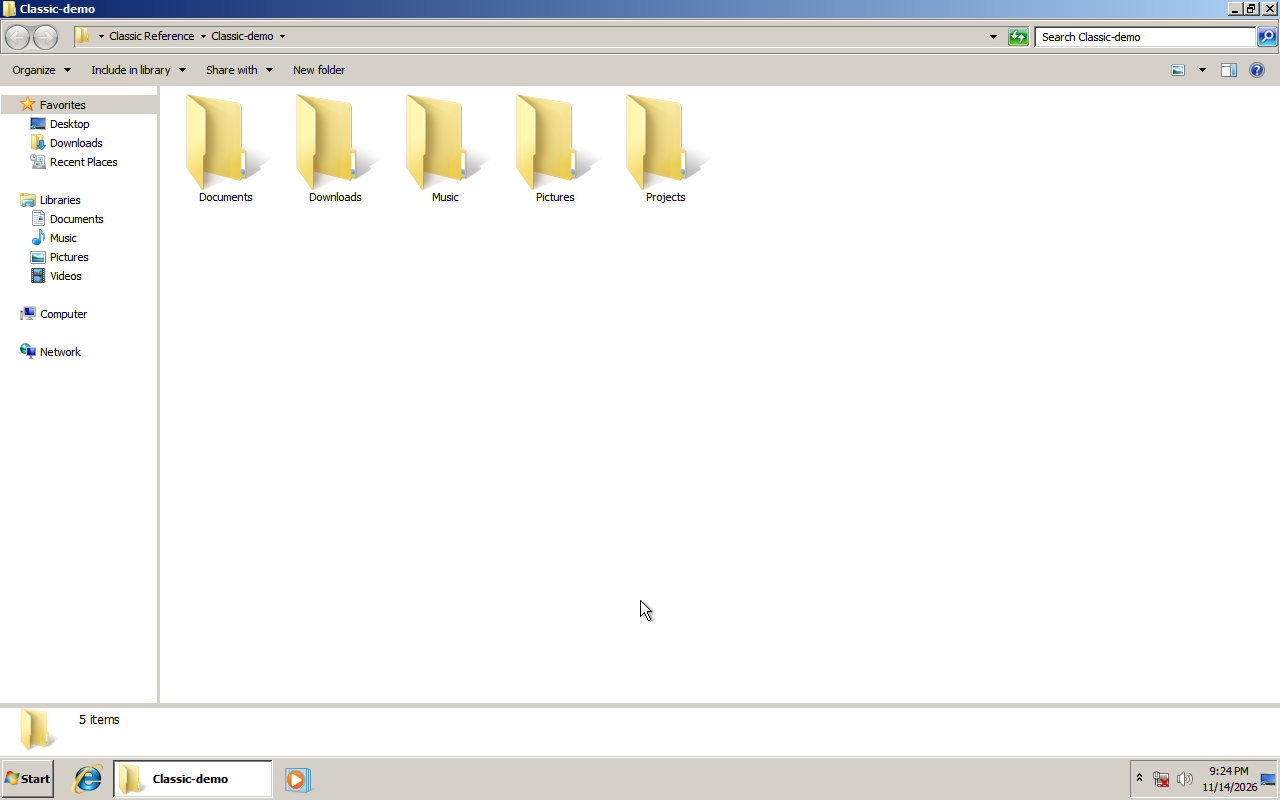 Classic-demo
Classic Reference Classic-demo
Search Classic-demo
Organize Include in library Share with New folder
Favorites
Desktop
Downloads
Recent Places
Libraries
Documents
Music
Pictures
Videos
Computer
Network
Documents Downloads Music Pictures Projects
5 items
Start
Classic-demo
9:24 PM
11/14/2026